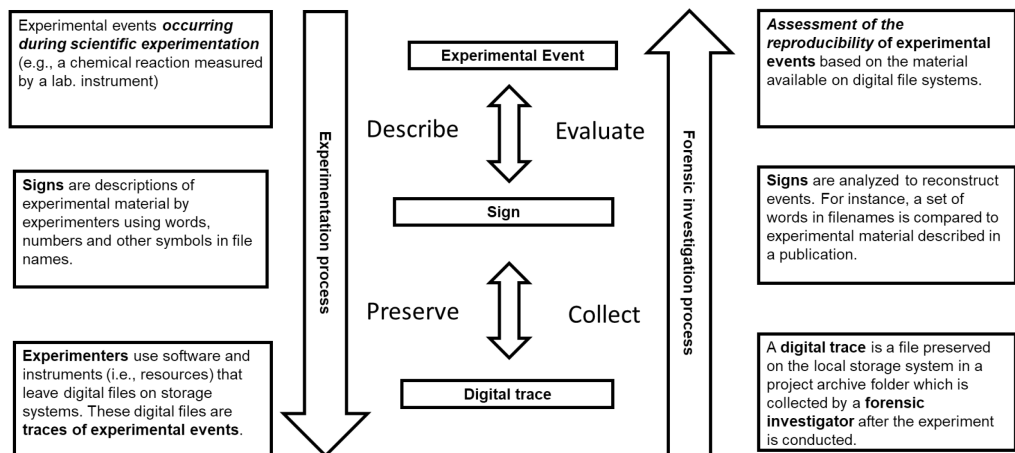 Experimental events occurring
during scientific experimentation
(e.g., a chemical reaction measured
by a lab. instrument)
Signs are descriptions of
experimental material by
experimenters using words,
numbers and other symbols in file
names.
Experimenters use software and
instruments (i.e., resources) that
leave digital files on storage
systems. These digital files are
traces of experimental events.
Experimentation process
Experimental Event
Describe
Evaluate
Sign
Preserve
Collect
Digital trace
Forensic investigation process
Assessment of the
reproducibility of experimental
events based on the material
available on digital file systems.
Signs are analyzed to reconstruct
events. For instance, a set of
words in filenames is compared to
experimental material described in
a publication.
A digital trace is a file preserved
on the local storage system in a
project archive folder which is
collected by a forensic
investigator after the experiment
is conducted.